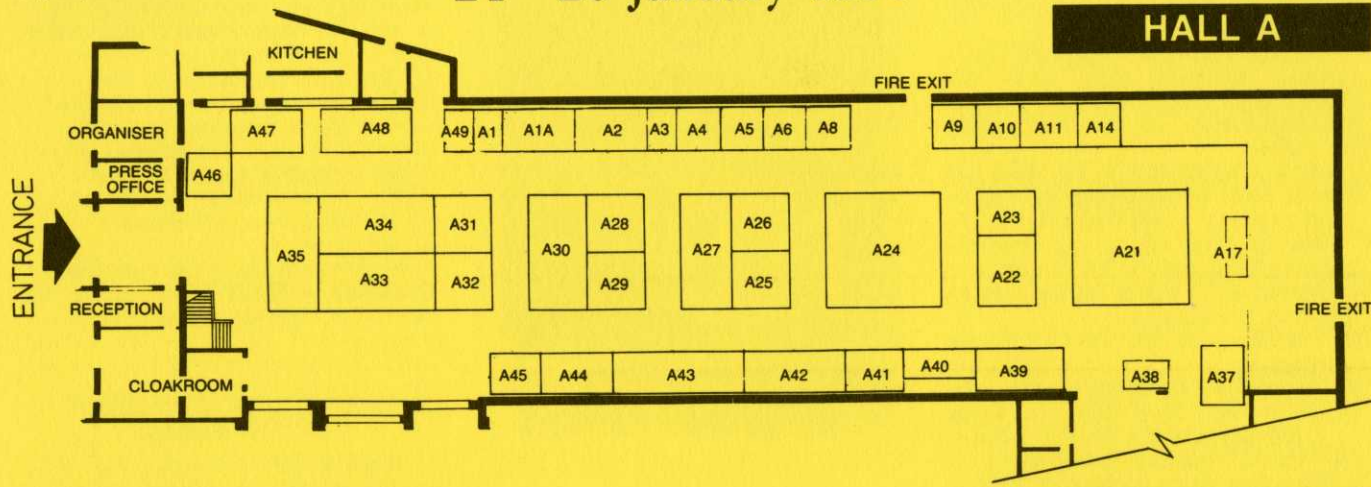 HALL A
KITCHEN
FIRE EXIT
ORGANISER
A47 A48 A49 A1 A1A A2 A3 A4 A5 A6 A8 A9 A10 A11 A14
PRESS
OFFICE
A46
ENTRANCE
A35 A34 A31 A30 A28 A27 A26 A24 A23 A21 A17
A33 A32 A29 A25 A22
RECEPTION
FIRE EXIT
CLOAKROOM
A45 A44 A43 A42 A41 A40 A39 A38 A37